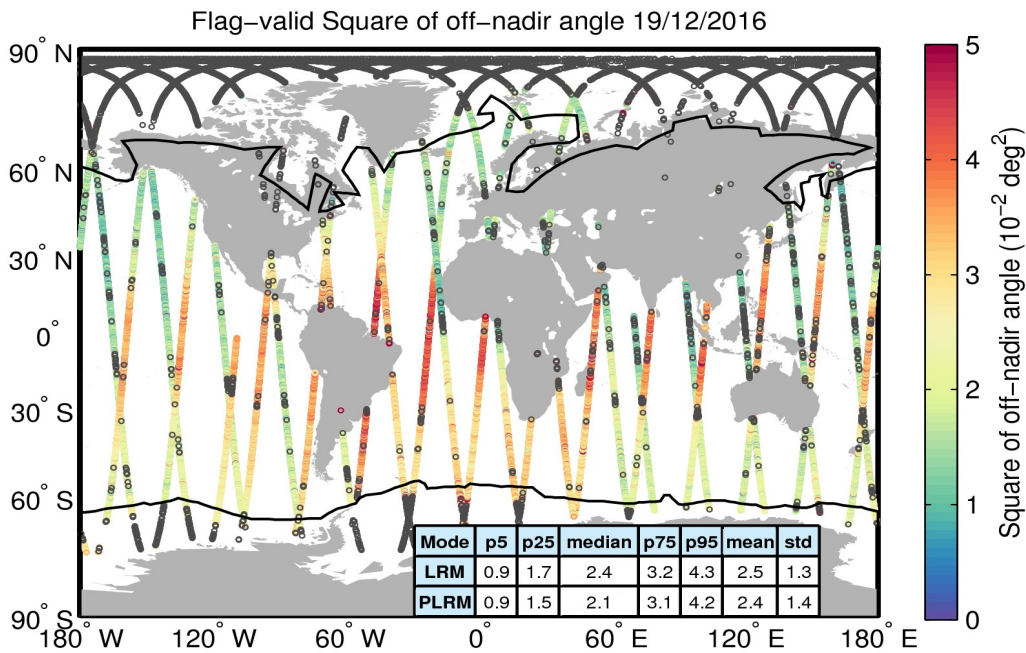 Flag−valid Square of off−nadir angle 19/12/2016
90° N
60° N
30° N
0°
30° S
60° S
90° S
180° W
120° W
60° W
0°
60° E
120° E
180° E
Mode p5 p25 median p75 p95 mean std
LRM 0.9 1.7 2.4 3.2 4.3 2.5 1.3
PLRM 0.9 1.5 2.1 3.1 4.2 2.4 1.4
5
4
3
2
1
0
Square of off−nadir angle (10⁻² deg²)